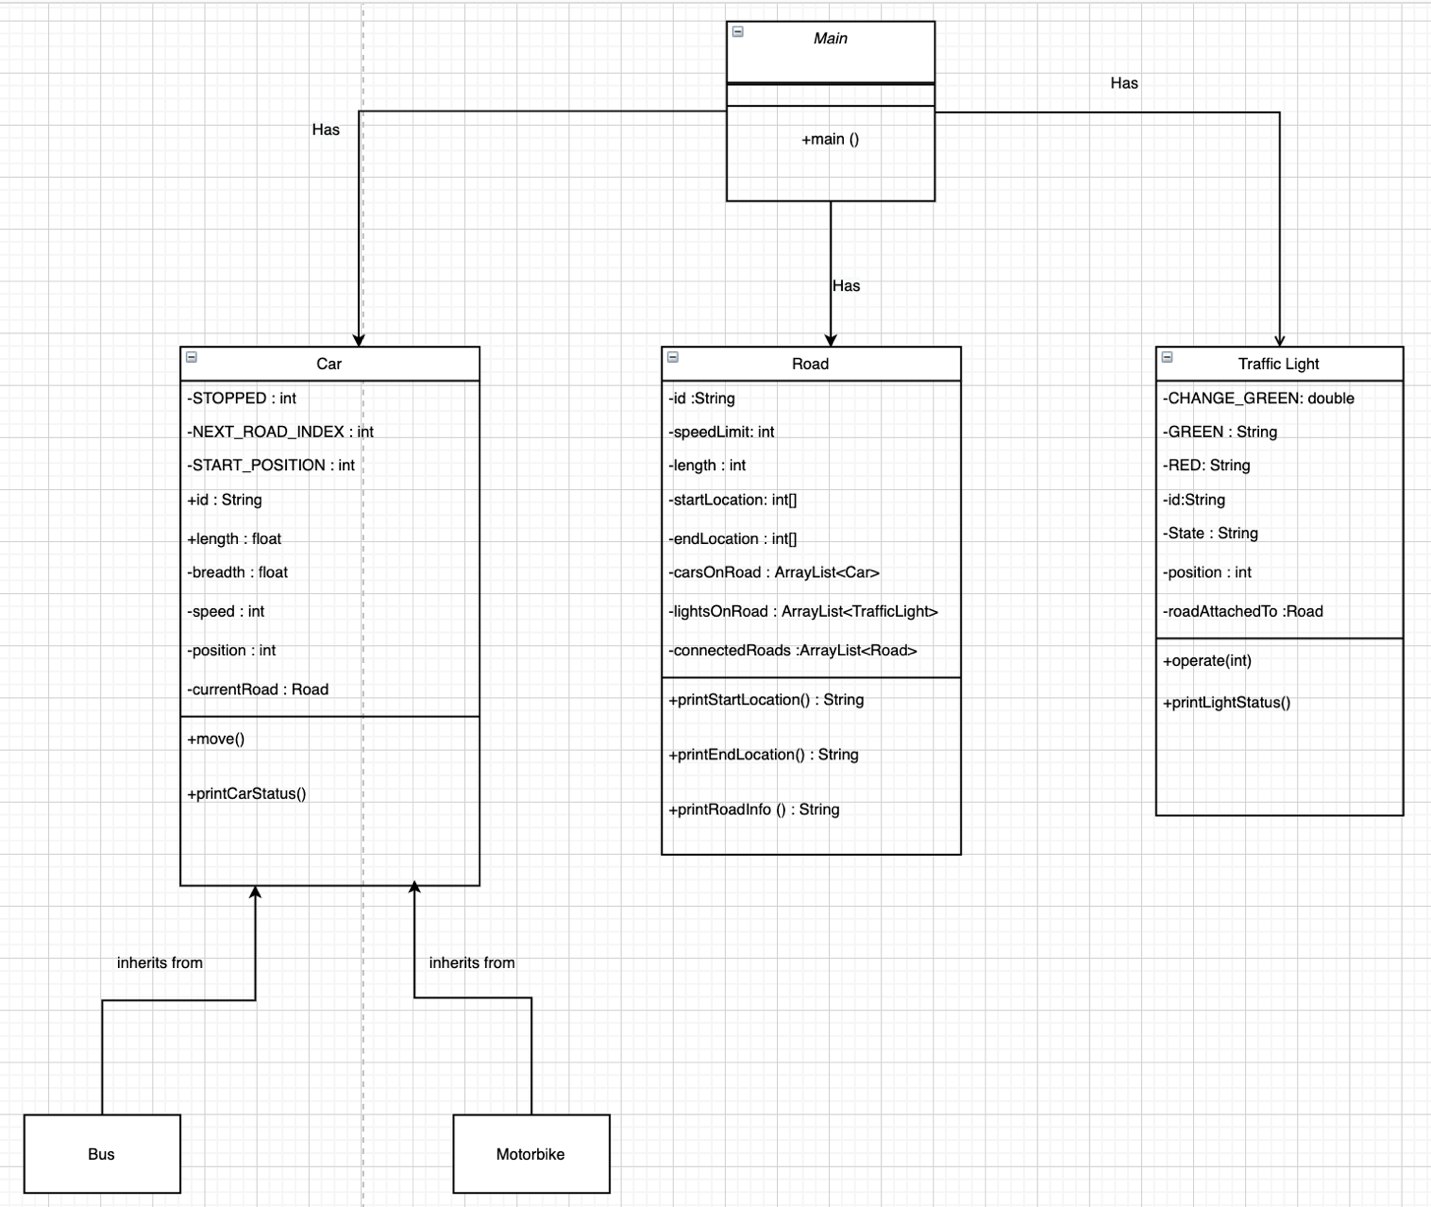 Main
+main ()
Has
Has
Has
Car
-STOPPED : int
-NEXT_ROAD_INDEX : int
-START_POSITION : int
+id : String
+length : float
-breadth : float
-speed : int
-position : int
-currentRoad : Road
+move()
+printCarStatus()
Road
-id :String
-speedLimit: int
-length : int
-startLocation: int[]
-endLocation : int[]
-carsOnRoad : ArrayList<Car>
-lightsOnRoad : ArrayList<TrafficLight>
-connectedRoads :ArrayList<Road>
+printStartLocation() : String
+printEndLocation() : String
+printRoadInfo () : String
Traffic Light
-CHANGE_GREEN: double
-GREEN : String
-RED: String
-id:String
-State : String
-position : int
-roadAttachedTo :Road
+operate(int)
+printLightStatus()
inherits from
inherits from
Bus
Motorbike